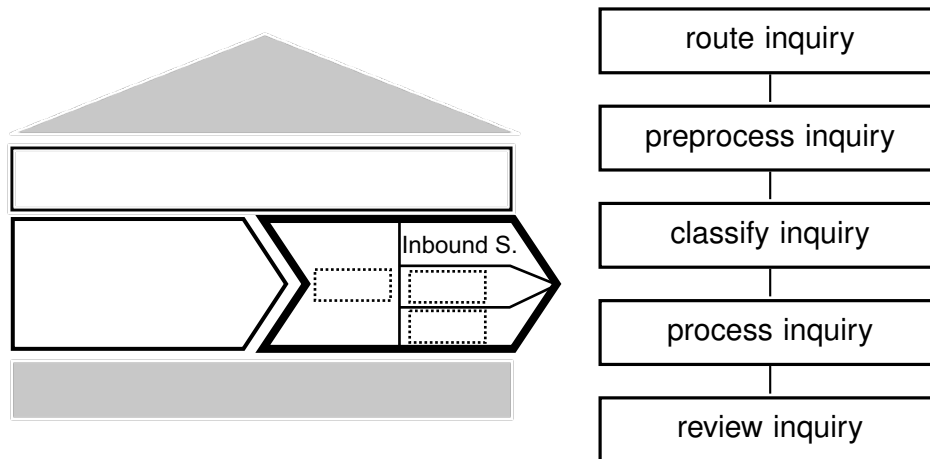 Inbound S.
route inquiry
preprocess inquiry
classify inquiry
process inquiry
review inquiry